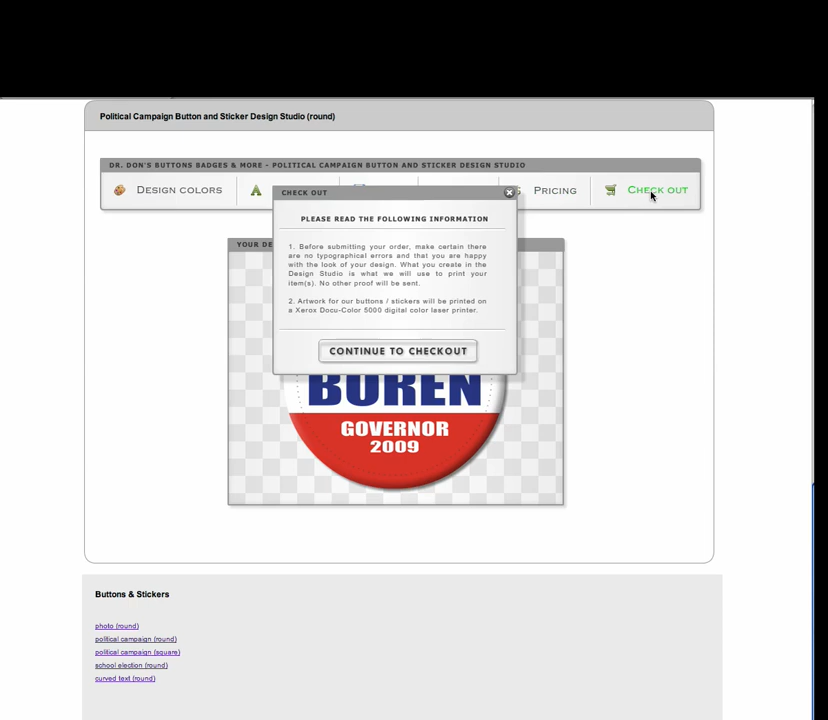 Political Campaign Button and Sticker Design Studio (round)
DR. DON'S BUTTONS BADGES & MORE - POLITICAL CAMPAIGN BUTTON AND STICKER DESIGN STUDIO
DESIGN COLORS
PRICING
CHECK OUT
CHECK OUT
PLEASE READ THE FOLLOWING INFORMATION
YOUR DE
1. Before submitting your order, make certain there
are no typographical errors and that you are happy
with the look of your design. What you create in the
Design Studio is what we will use to print your
item(s). No other proof will be sent.
2. Artwork for our buttons / stickers will be printed on
a Xerox Docu-Color 5000 digital color laser printer.
CONTINUE TO CHECKOUT
BUREN
GOVERNOR
2009
Buttons & Stickers
photo (round)
political campaign (round)
political campaign (square)
school election (round)
curved text (round)